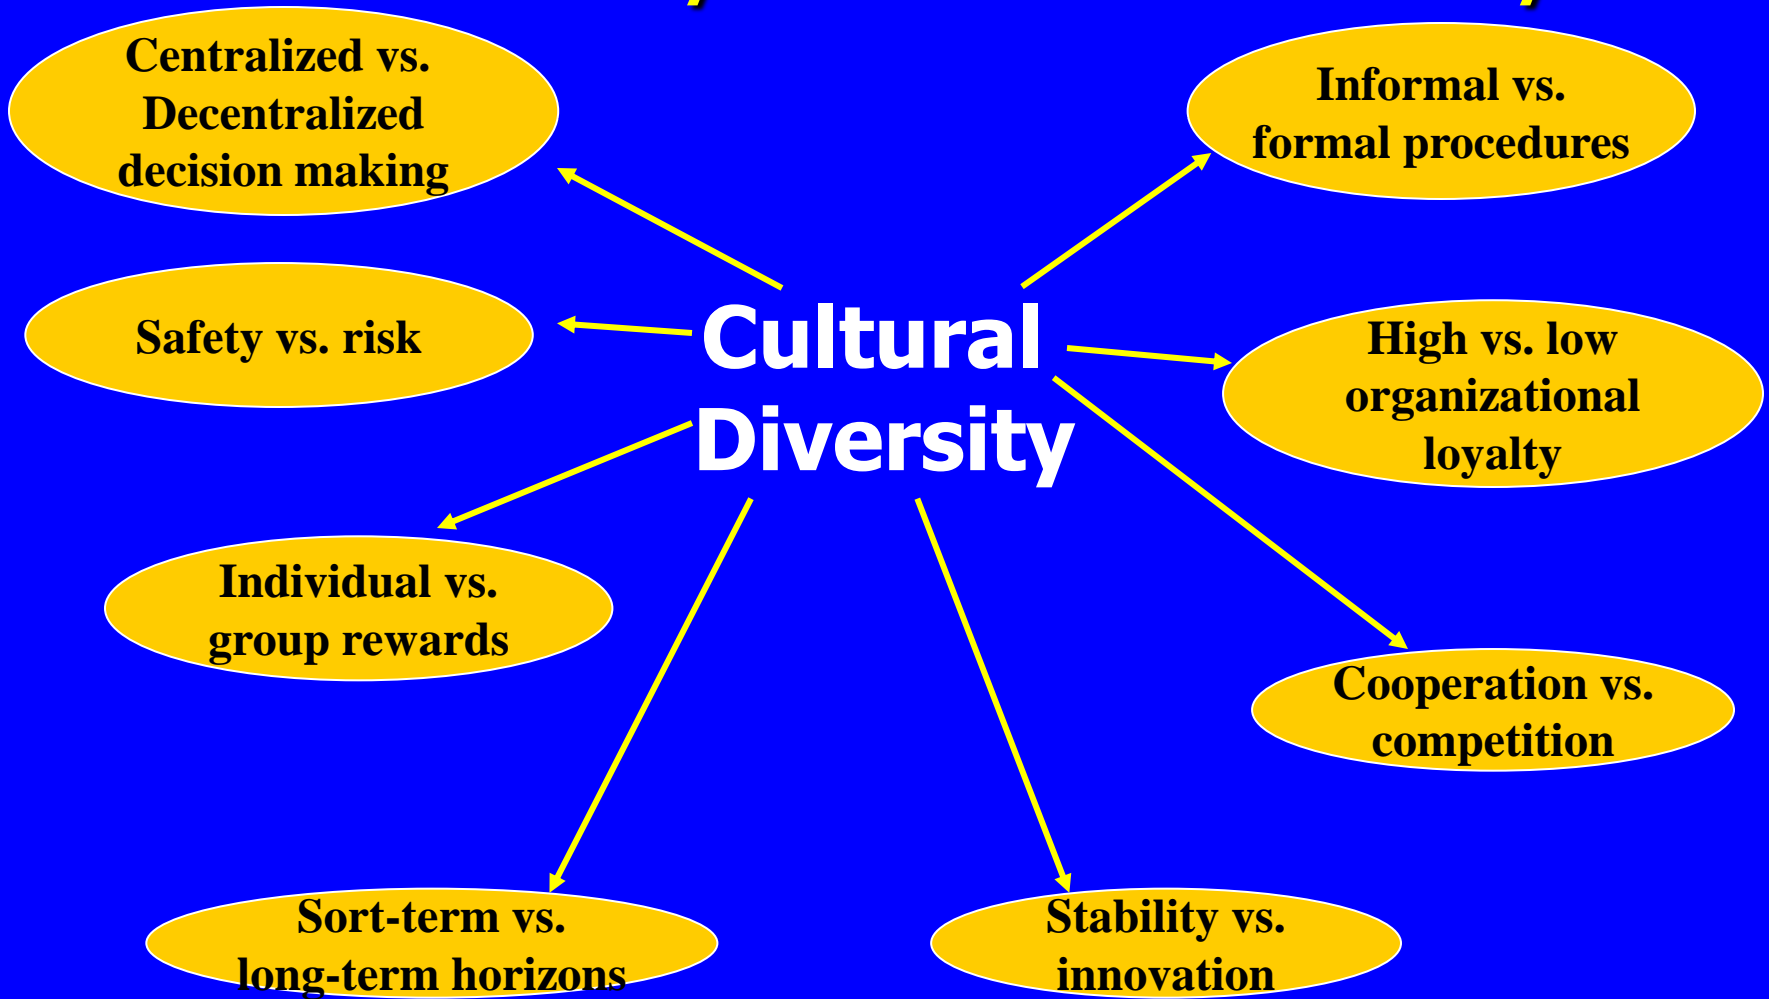 Centralized vs.
Decentralized
decision making
Informal vs.
formal procedures
Safety vs. risk
Cultural
Diversity
High vs. low
organizational
loyalty
Individual vs.
group rewards
Cooperation vs.
competition
Sort-term vs.
long-term horizons
Stability vs.
innovation